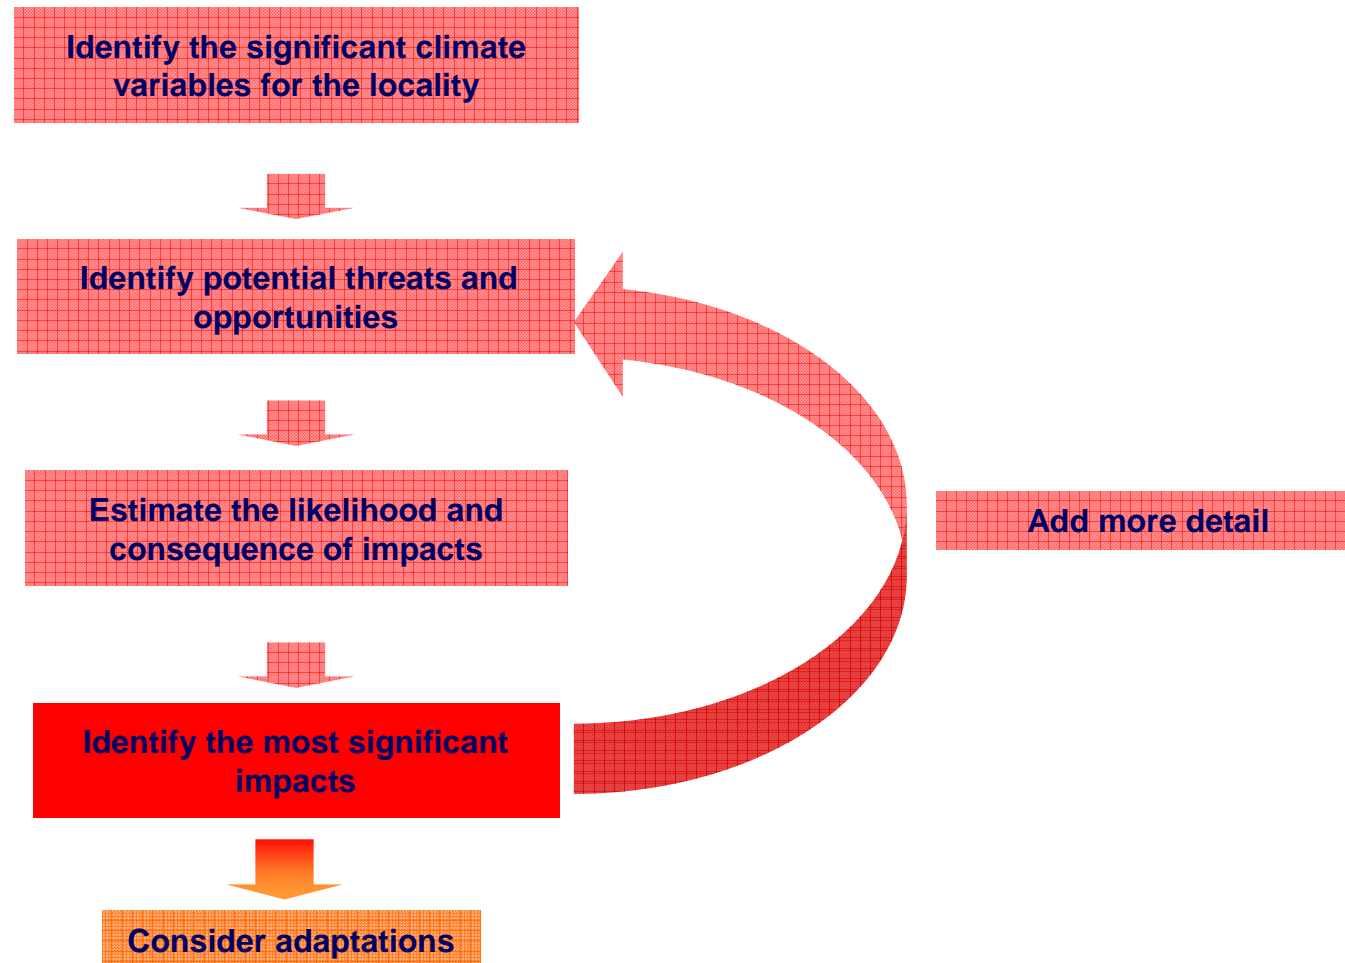 Identify the significant climate
variables for the locality
Identify potential threats and
opportunities
Estimate the likelihood and
consequence of impacts
Add more detail
Identify the most significant
impacts
Consider adaptations